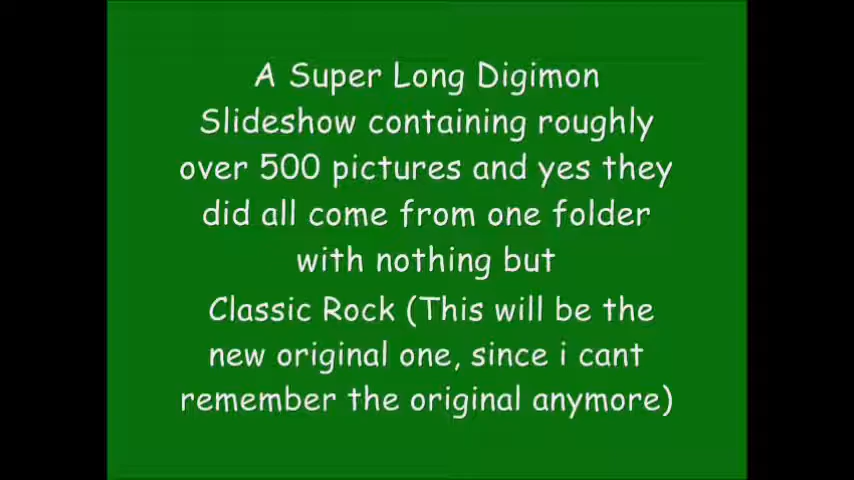 A Super Long Digimon
Slideshow containing roughly
over 500 pictures and yes they
did all come from one folder
with nothing but
Classic Rock (This will be the
new original one, since i cant
remember the original anymore)